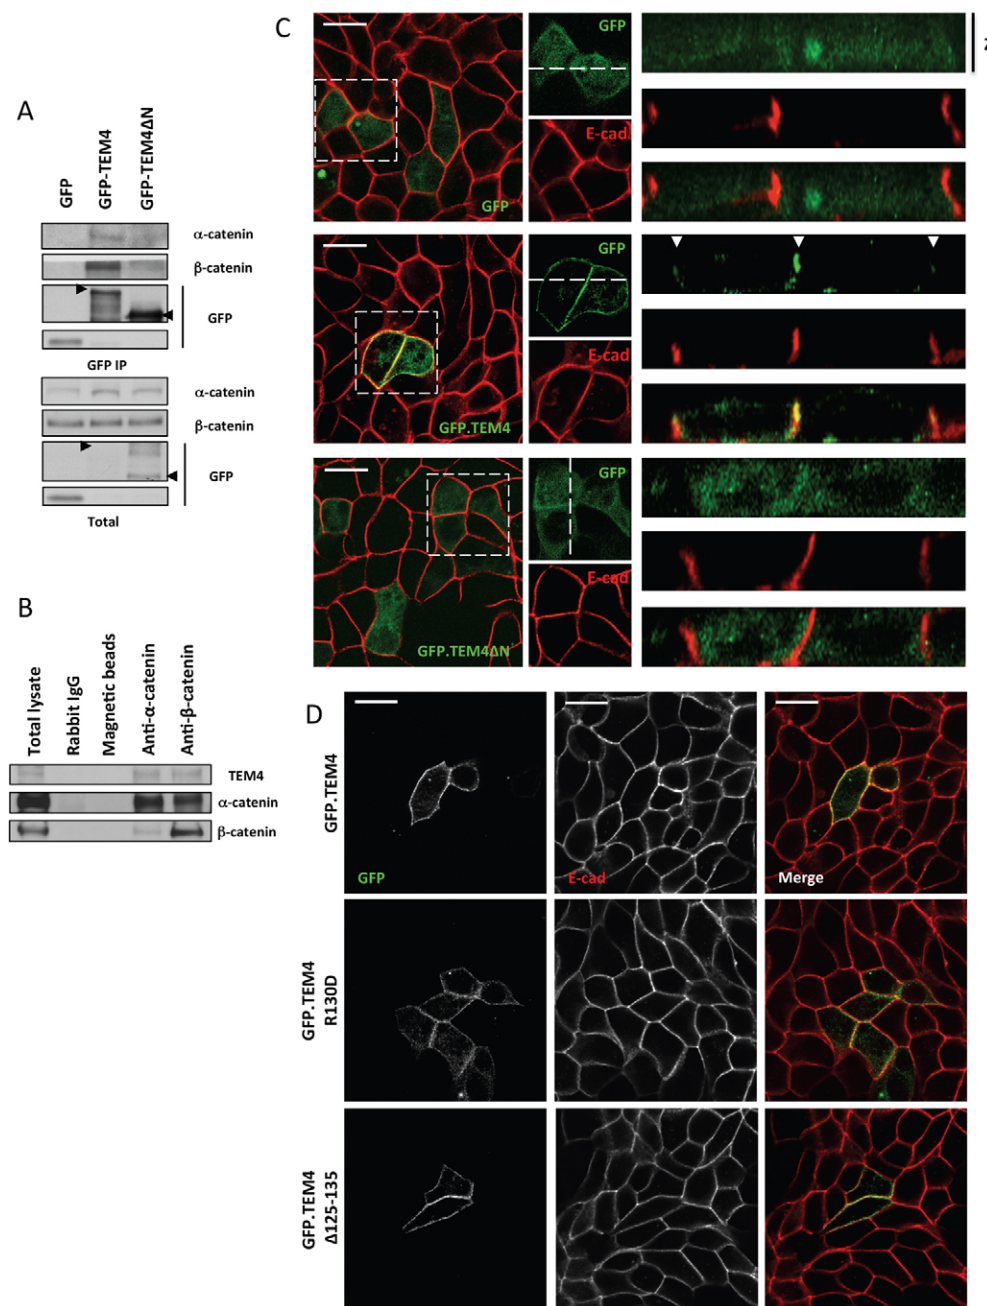 A
GFP
GFP-TEM4
GFP-TEM4ΔN
α-catenin
β-catenin
GFP
GFP IP
α-catenin
β-catenin
GFP
Total
B
Total lysate
Rabbit IgG
Magnetic beads
Anti-α-catenin
Anti-β-catenin
TEM4
α-catenin
β-catenin
C
GFP
GFP
E-cad
z
GFP.TEM4
GFP
E-cad
GFP.TEM4ΔN
GFP
E-cad
D
GFP.TEM4
GFP
E-cad
Merge
GFP.TEM4
R130D
GFP.TEM4
Δ125-135